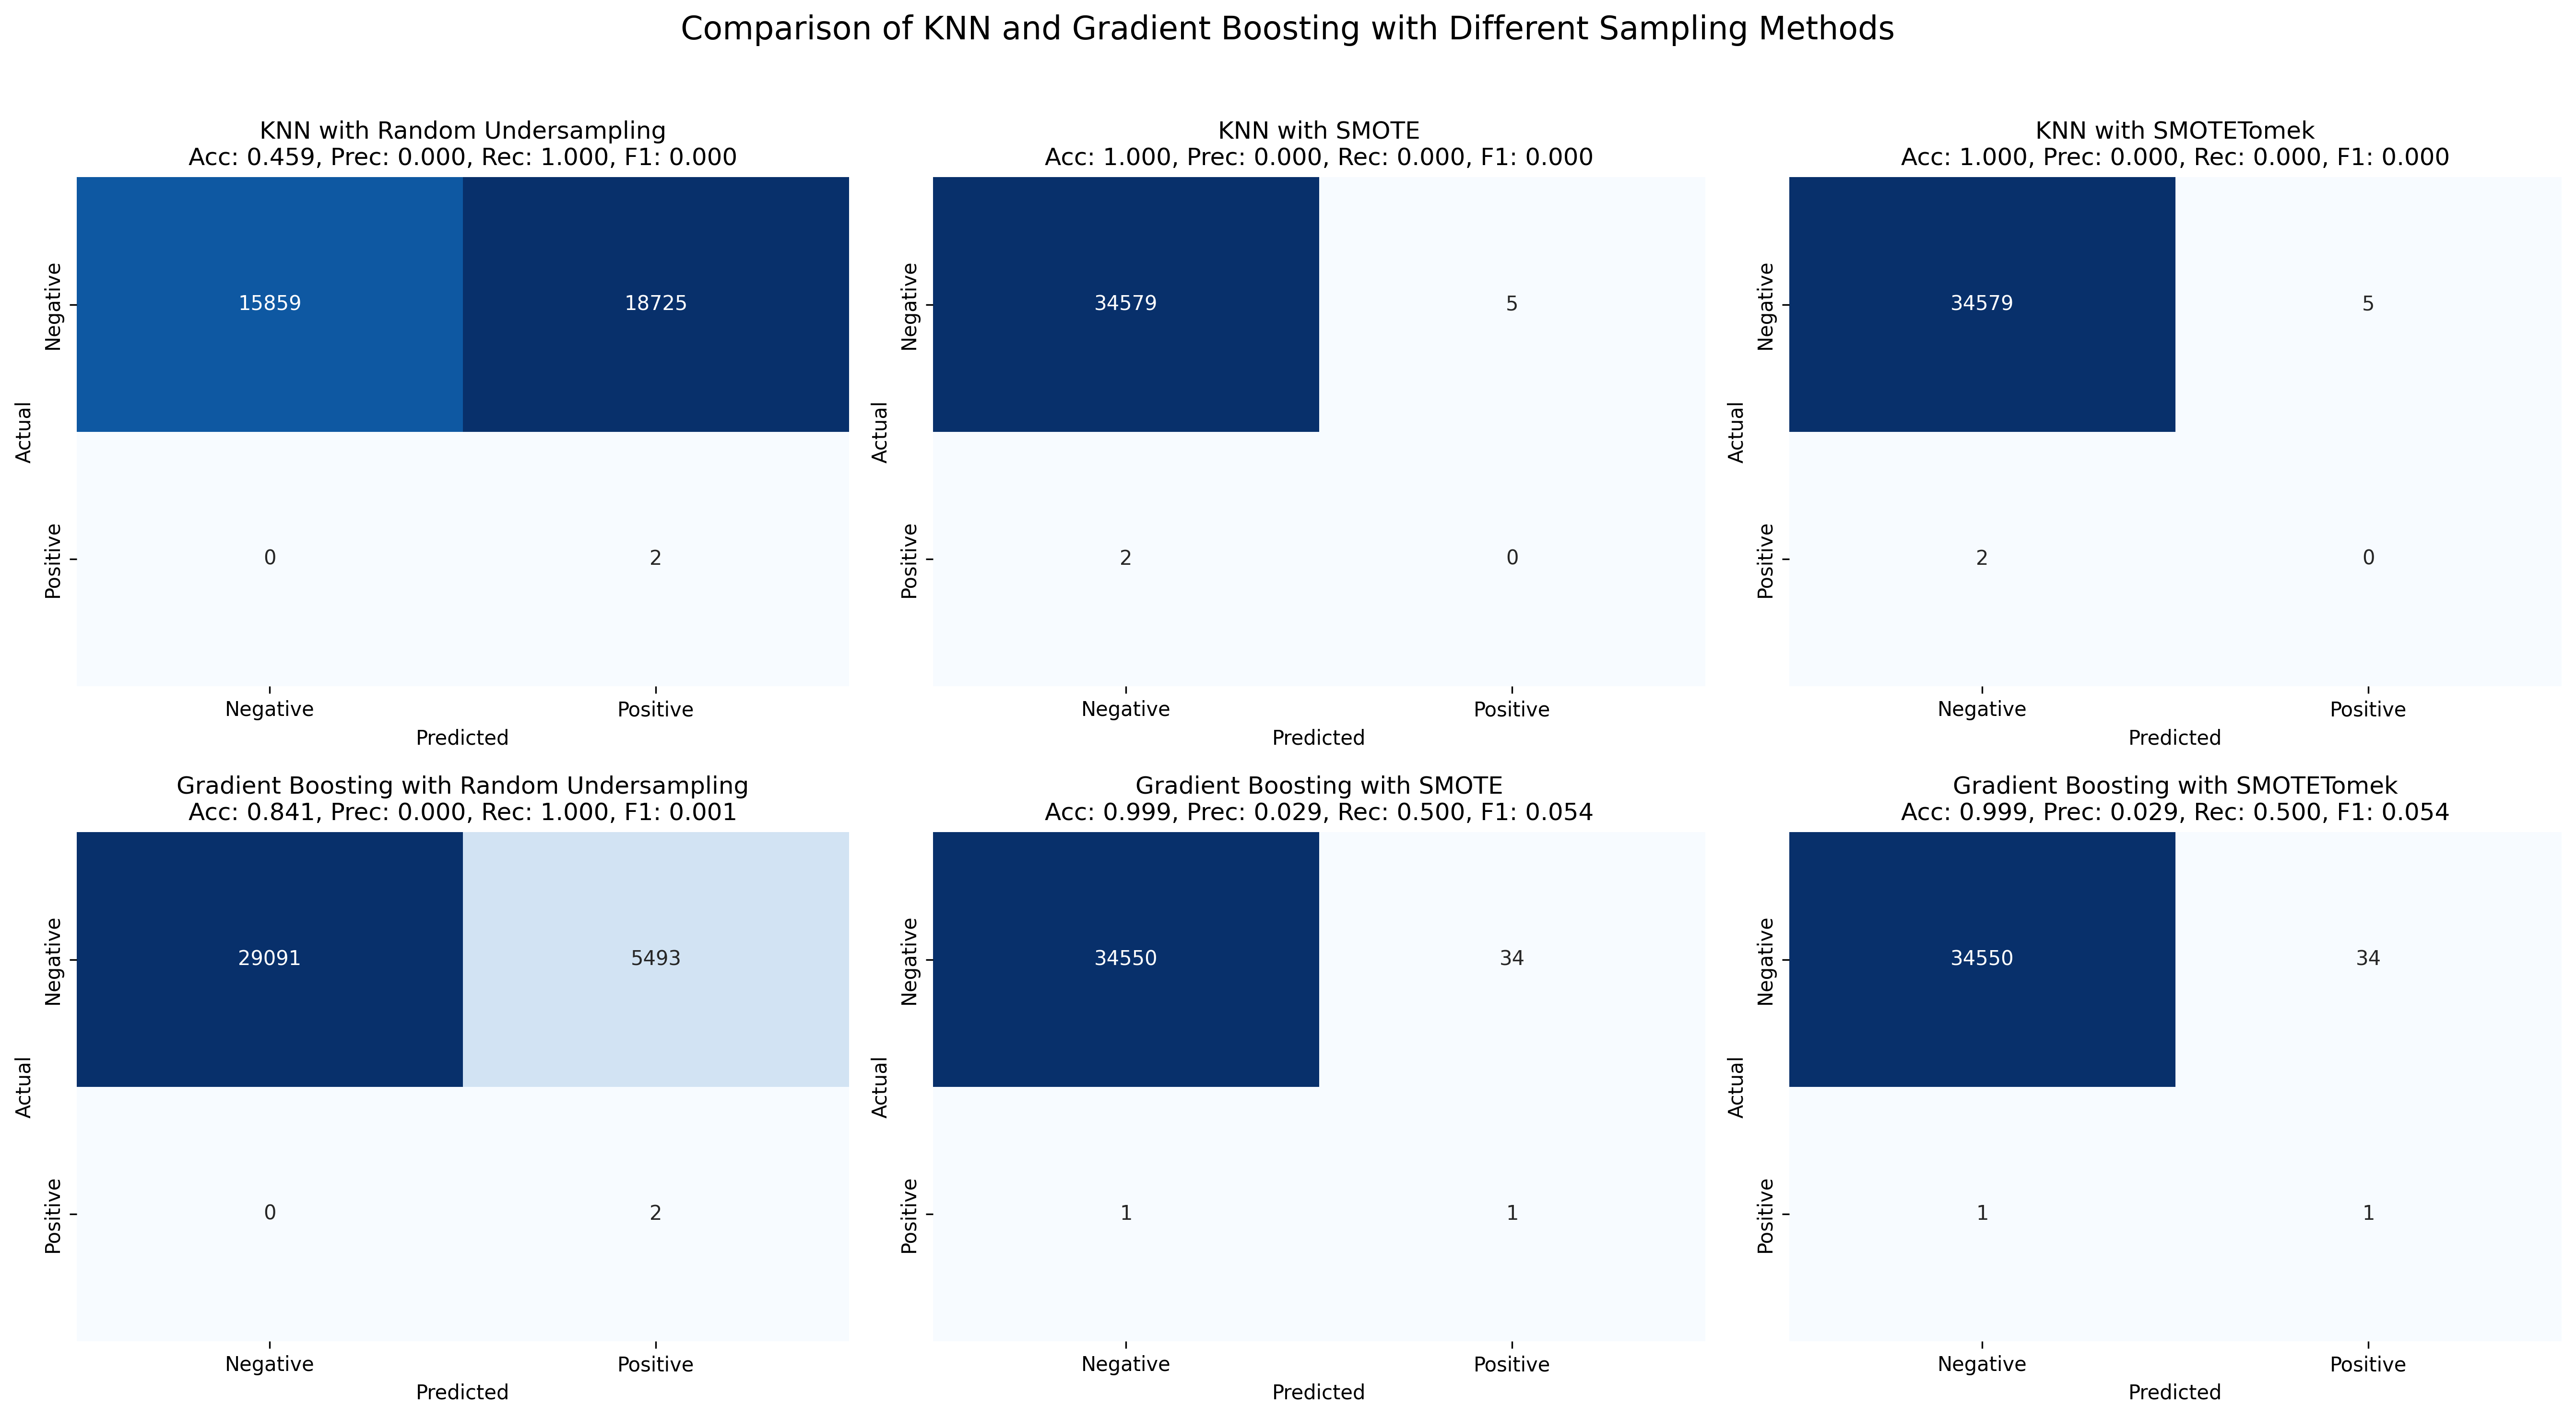 Comparison of KNN and Gradient Boosting with Different Sampling Methods
KNN with Random Undersampling
Acc: 0.459, Prec: 0.000, Rec: 1.000, F1: 0.000
Actual
Negative
15859
18725
Positive
0
2
Negative
Positive
Predicted
KNN with SMOTE
Acc: 1.000, Prec: 0.000, Rec: 0.000, F1: 0.000
Actual
Negative
34579
5
Positive
2
0
Negative
Positive
Predicted
KNN with SMOTETomek
Acc: 1.000, Prec: 0.000, Rec: 0.000, F1: 0.000
Actual
Negative
34579
5
Positive
2
0
Negative
Positive
Predicted
Gradient Boosting with Random Undersampling
Acc: 0.841, Prec: 0.000, Rec: 1.000, F1: 0.001
Actual
Negative
29091
5493
Positive
0
2
Negative
Positive
Predicted
Gradient Boosting with SMOTE
Acc: 0.999, Prec: 0.029, Rec: 0.500, F1: 0.054
Actual
Negative
34550
34
Positive
1
1
Negative
Positive
Predicted
Gradient Boosting with SMOTETomek
Acc: 0.999, Prec: 0.029, Rec: 0.500, F1: 0.054
Actual
Negative
34550
34
Positive
1
1
Negative
Positive
Predicted